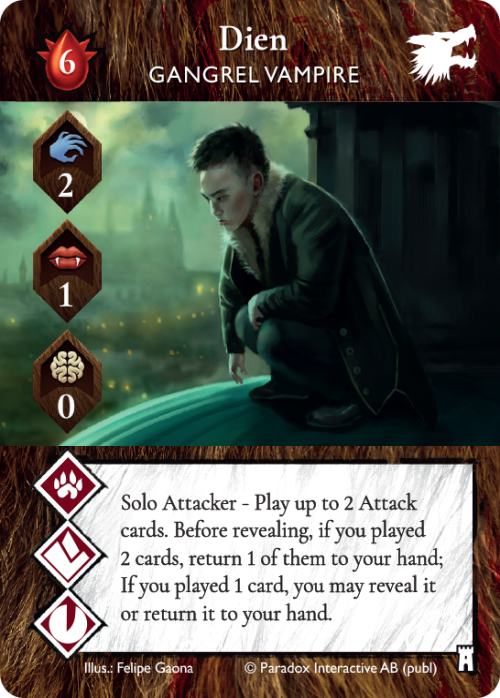 6
Dien
GANGREL VAMPIRE
2
1
0
Solo Attacker - Play up to 2 Attack
cards. Before revealing, if you played
2 cards, return 1 of them to your hand;
If you played 1 card, you may reveal it
or return it to your hand.
Illus.: Felipe Gaona © Paradox Interactive AB (publ)